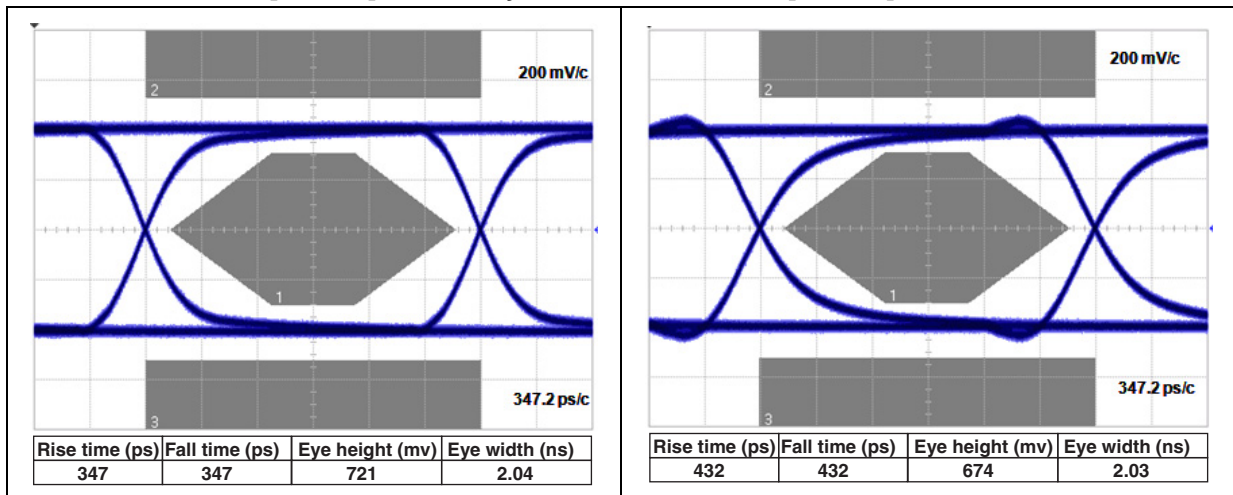 200 mV/c
2
1
347.2 ps/c
3
Rise time (ps) Fall time (ps) Eye height (mv) Eye width (ns)
347 347 721 2.04
200 mV/c
2
1
347.2 ps/c
3
Rise time (ps) Fall time (ps) Eye height (mv) Eye width (ns)
432 432 674 2.03